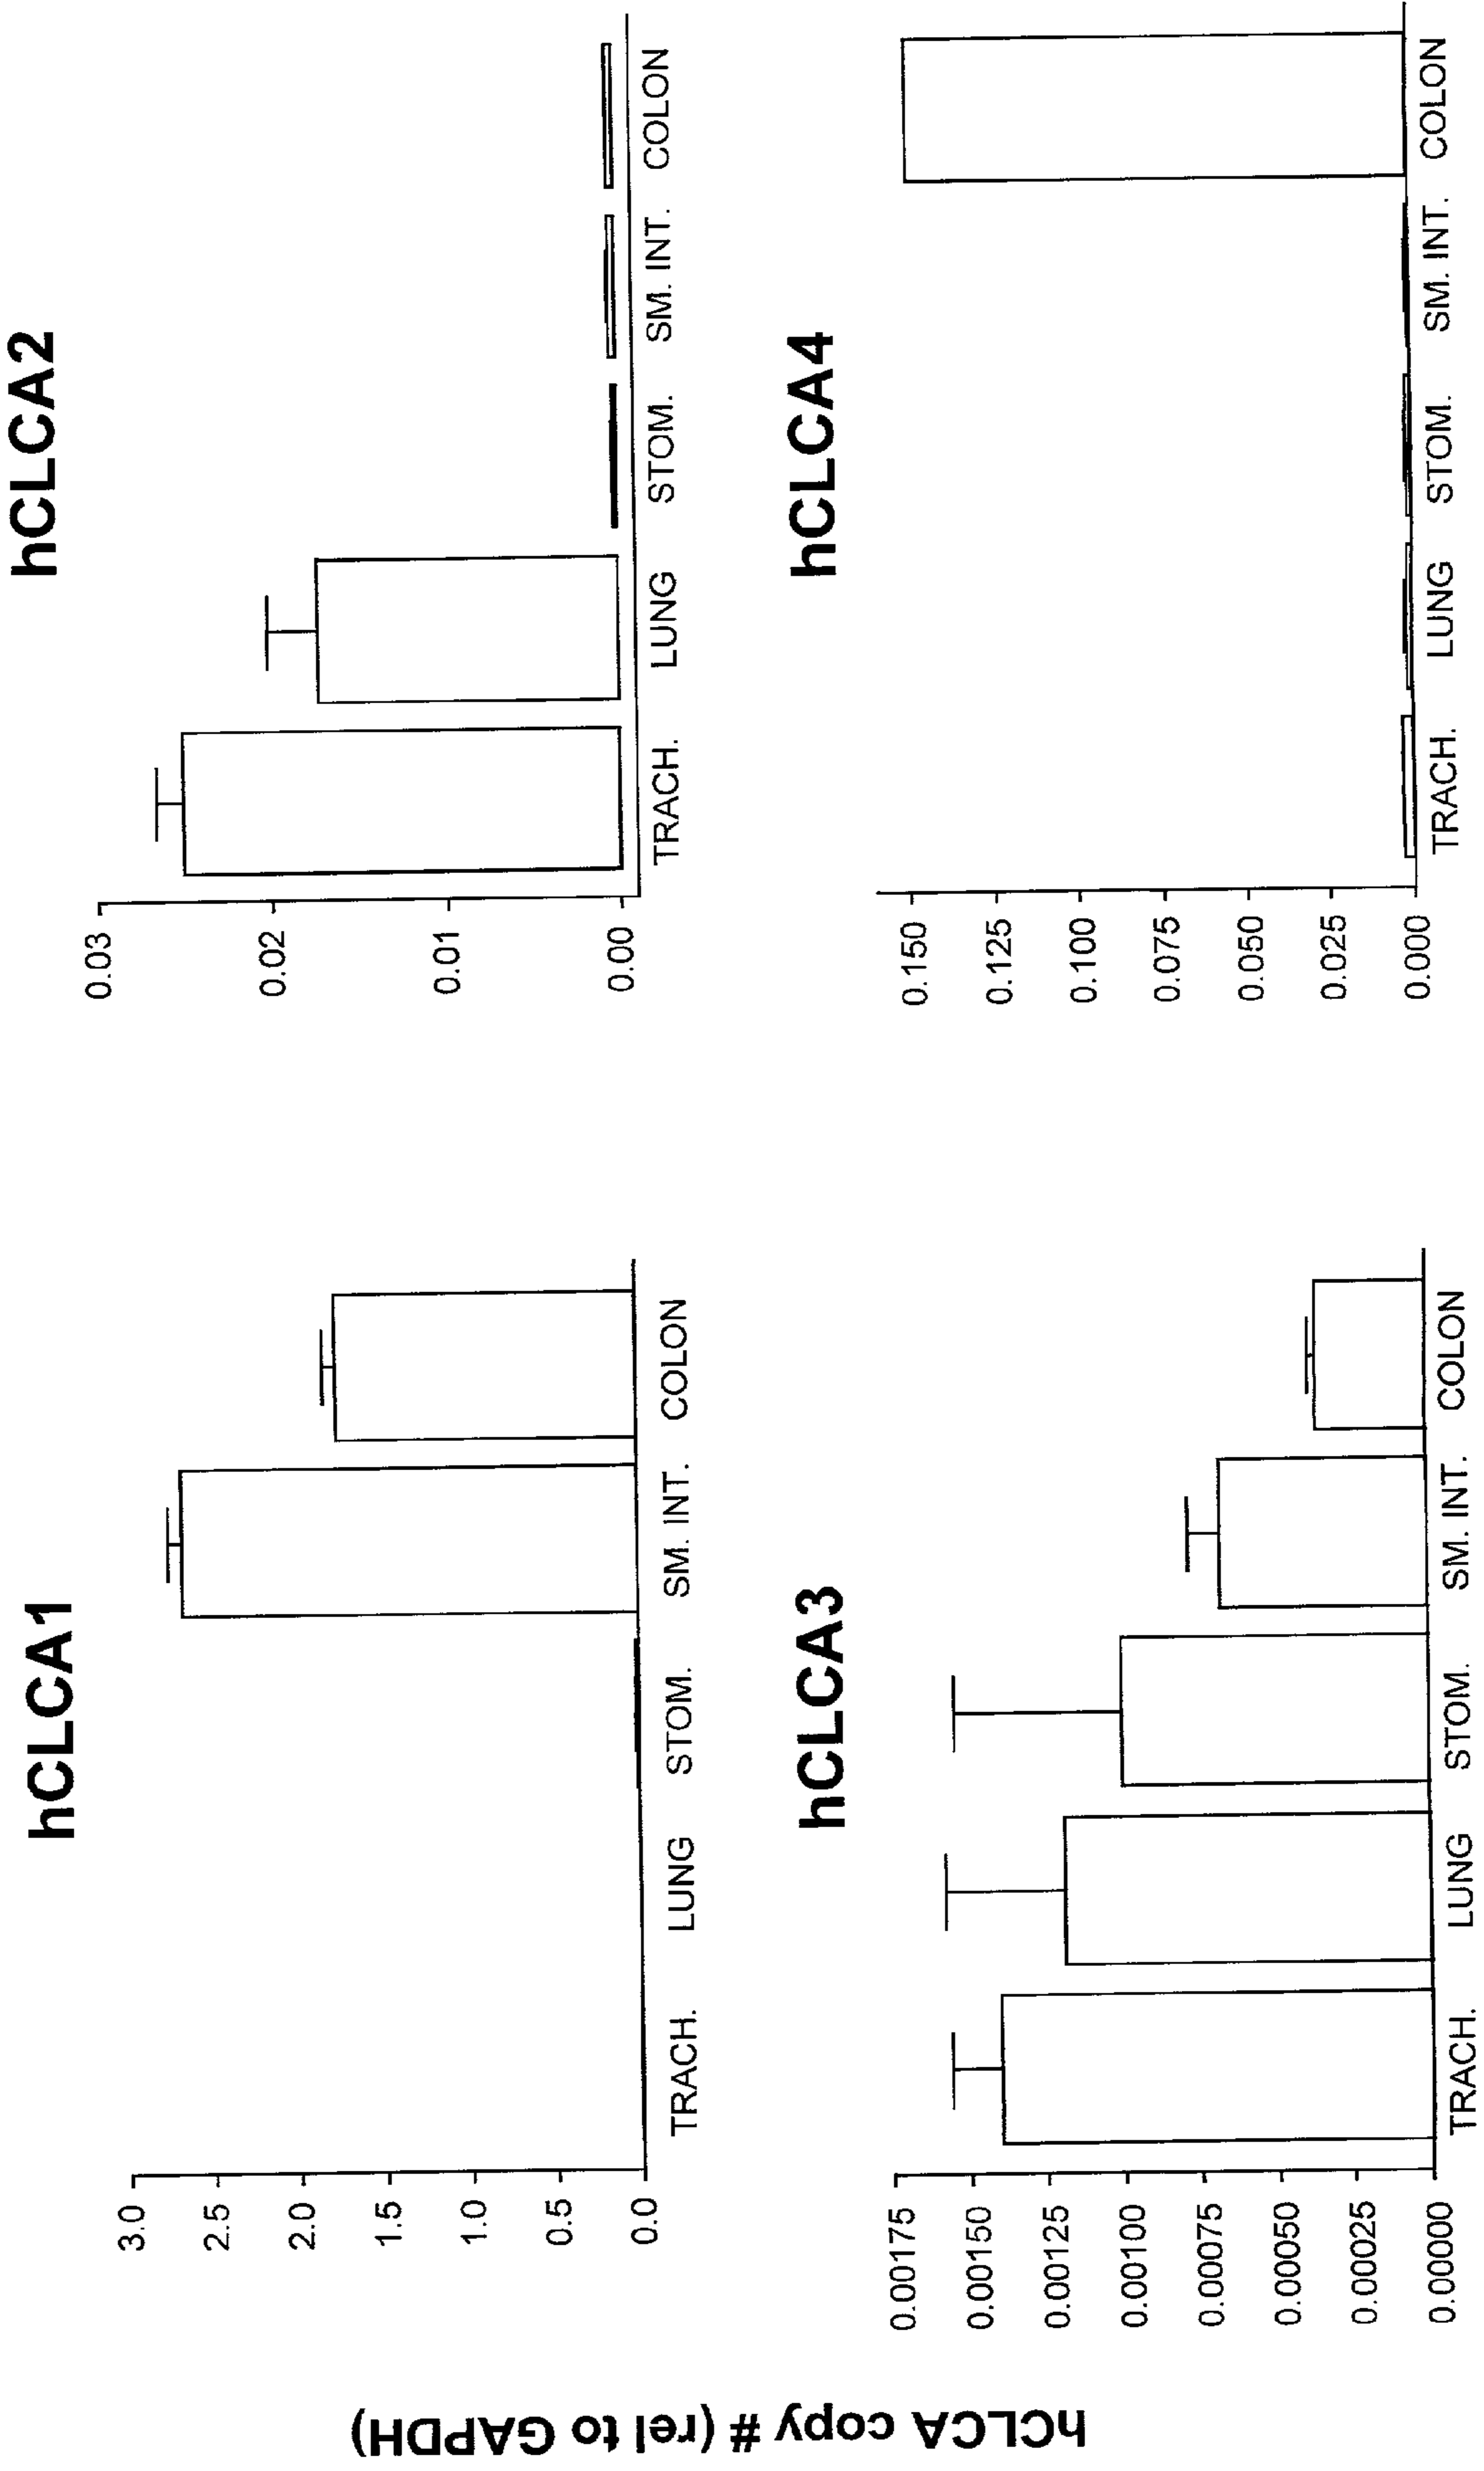 hCLCA copy # (rel to GAPDH)
hCLCA1
3.0
2.5
2.0
1.5
1.0
0.5
0.0
TRACH. LUNG STOM. SM. INT. COLON
hCLCA2
0.03
0.02
0.01
0.00
TRACH. LUNG STOM. SM. INT. COLON
hCLCA3
0.00175
0.00150
0.00125
0.00100
0.00075
0.00050
0.00025
0.00000
TRACH. LUNG STOM. SM. INT. COLON
hCLCA4
0.150
0.125
0.100
0.075
0.050
0.025
0.000
TRACH. LUNG STOM. SM. INT. COLON